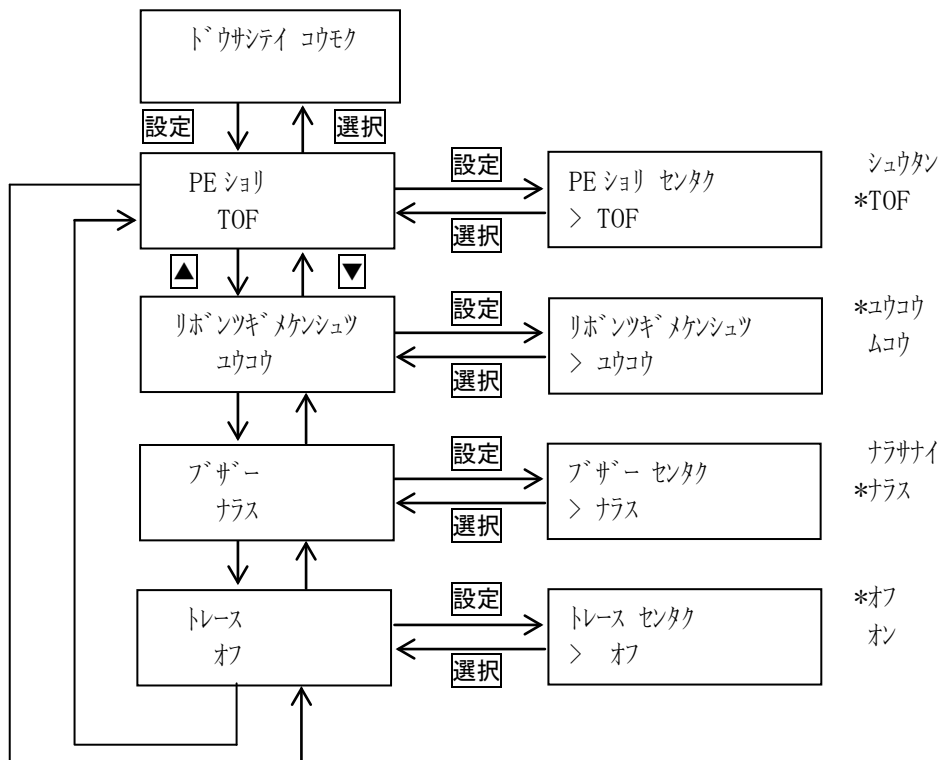 ﾄﾞｳｻｼﾃｲ ｺｳﾓｸ
設定
選択
PE ｼｮﾘ
TOF
設定
選択
PE ｼｮﾘ ｾﾝﾀｸ
> TOF
ｼｭｳﾀﾝ
*TOF
▲
▼
ﾘﾎﾞﾝﾂｷﾞﾒｹﾝｼｭﾂ
ﾕｳｺｳ
設定
選択
ﾘﾎﾞﾝﾂｷﾞﾒｹﾝｼｭﾂ
> ﾕｳｺｳ
*ﾕｳｺｳ
ﾑｺｳ
ﾌﾞｻﾞｰ
ﾅﾗｽ
設定
選択
ﾌﾞｻﾞｰ ｾﾝﾀｸ
> ﾅﾗｽ
ﾅﾗｻﾅｲ
*ﾅﾗｽ
ﾄﾚｰｽ
ｵﾌ
設定
選択
ﾄﾚｰｽ ｾﾝﾀｸ
> ｵﾌ
*ｵﾌ
ｵﾝ